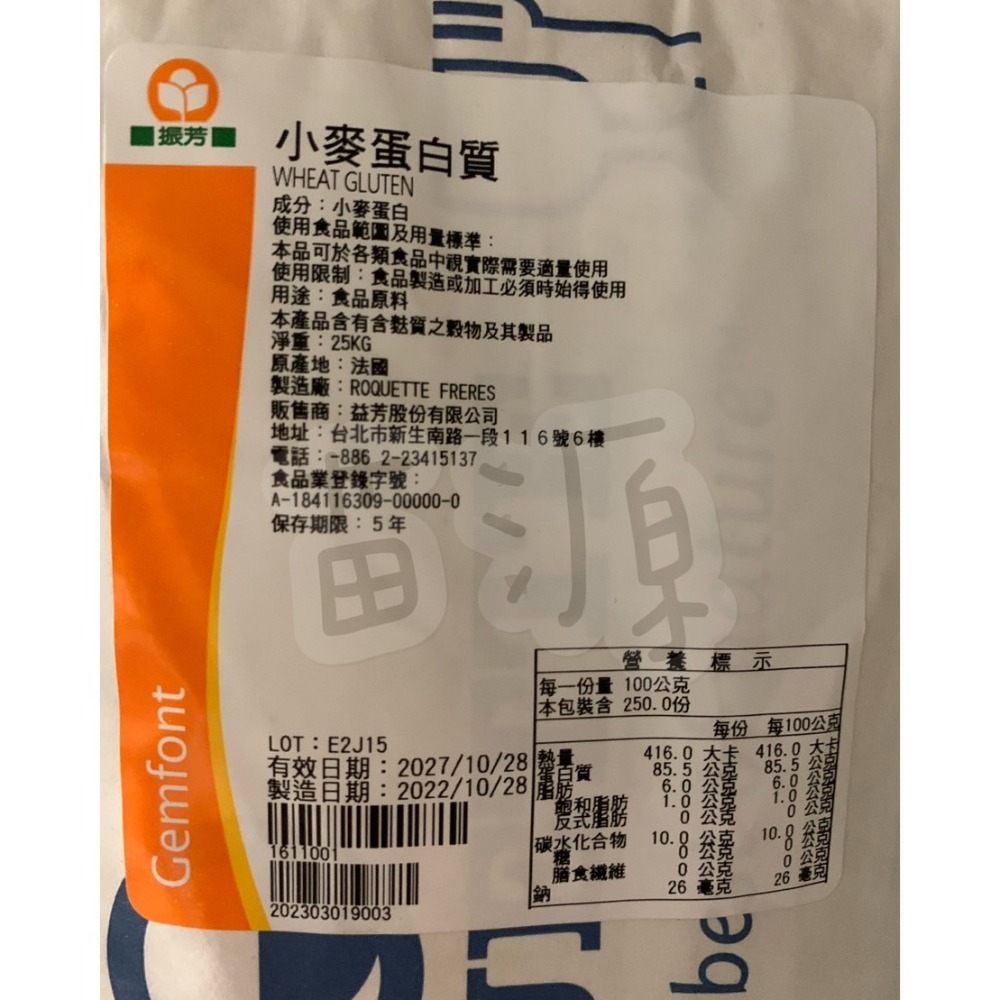 振芳
小麥蛋白質
WHEAT GLUTEN
成分：小麥蛋白
使用食品範圍及用量標準：
本品可於各類食品中視實際需要適量使用
使用限制：食品製造或加工必須時始得使用
用途：食品原料
本產品含有含麩質之穀物及其製品
淨重：25KG
原產地：法國
製造廠：ROQUETTE FRERES
販售商：益芳股份有限公司
地址：台北市新生南路一段116號6樓
電話：-886 2-23415137
食品業登錄字號：
A-184116309-00000-0
保存期限：5年
苗源
營養標示
每一份量 100公克
本包裝含 250.0份
每份 每100公克
熱量 416.0 大卡 416.0 大卡
蛋白質 85.5 公克 85.5 公克
脂肪 6.0 公克 6.0 公克
飽和脂肪 1.0 公克 1.0 公克
反式脂肪 0 公克 0 公克
碳水化合物 10.0 公克 10.0 公克
糖 0 公克 0 公克
膳食纖維 0 公克 0 公克
鈉 26 毫克 26 毫克
LOT：E2J15
有效日期：2027/10/28
製造日期：2022/10/28
1611001
202303019003
Gemfont
be